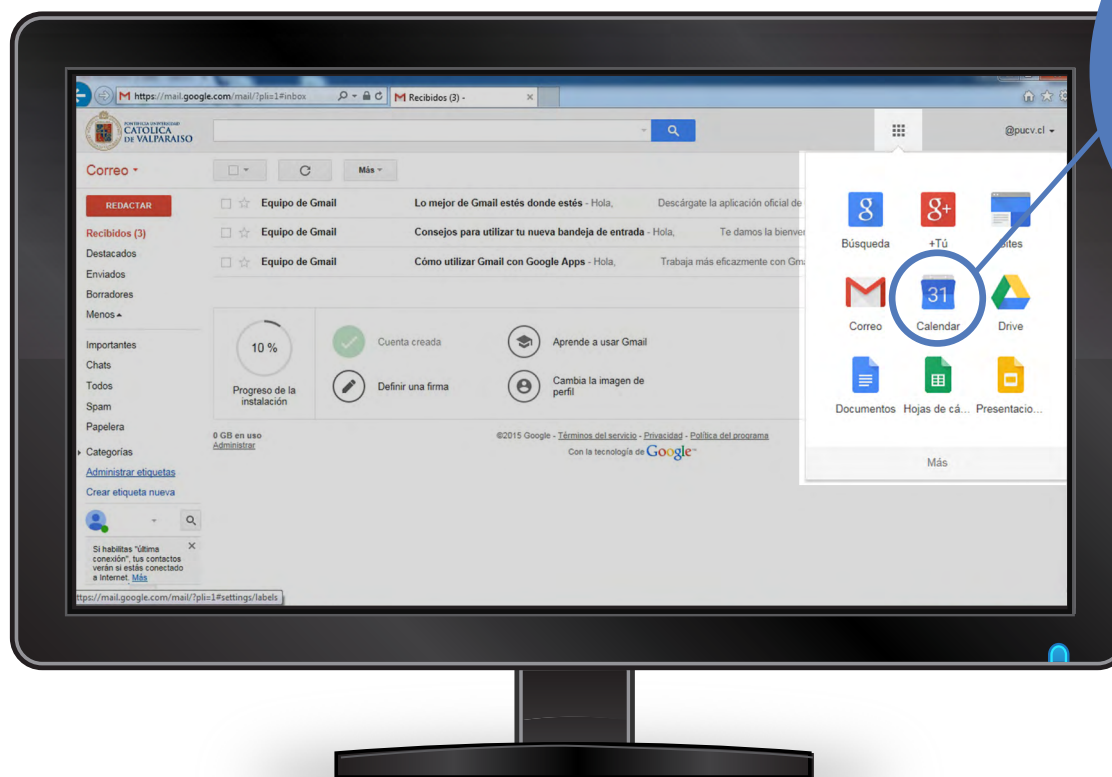 https://mail.google.com/mail/?pli=1#inbox
Recibidos (3) -
PONTIFICIA UNIVERSIDAD
CATOLICA
DE VALPARAISO
@pucv.cl
Correo
Más
REDACTAR
Recibidos (3)
Destacados
Enviados
Borradores
Menos
Importantes
Chats
Todos
Spam
Papelera
Categorías
Administrar etiquetas
Crear etiqueta nueva
Si habilitas "última
conexión", tus contactos
verán si estás conectado
a Internet. Más
ttps://mail.google.com/mail/?pli=1#settings/labels
Equipo de Gmail Lo mejor de Gmail estés donde estés - Hola, Descárgate la aplicación oficial de
Equipo de Gmail Consejos para utilizar tu nueva bandeja de entrada - Hola, Te damos la bienve
Equipo de Gmail Cómo utilizar Gmail con Google Apps - Hola, Trabaja más eficazmente con Gm
10 %
Progreso de la
instalación
Cuenta creada
Aprende a usar Gmail
Definir una firma
Cambia la imagen de
perfil
0 GB en uso
Administrar
©2015 Google - Términos del servicio - Privacidad - Política del programa
Con la tecnología de Google™
8 8+
Búsqueda +Tú Sites
31
Correo Calendar Drive
Documentos Hojas de cá... Presentacio...
Más